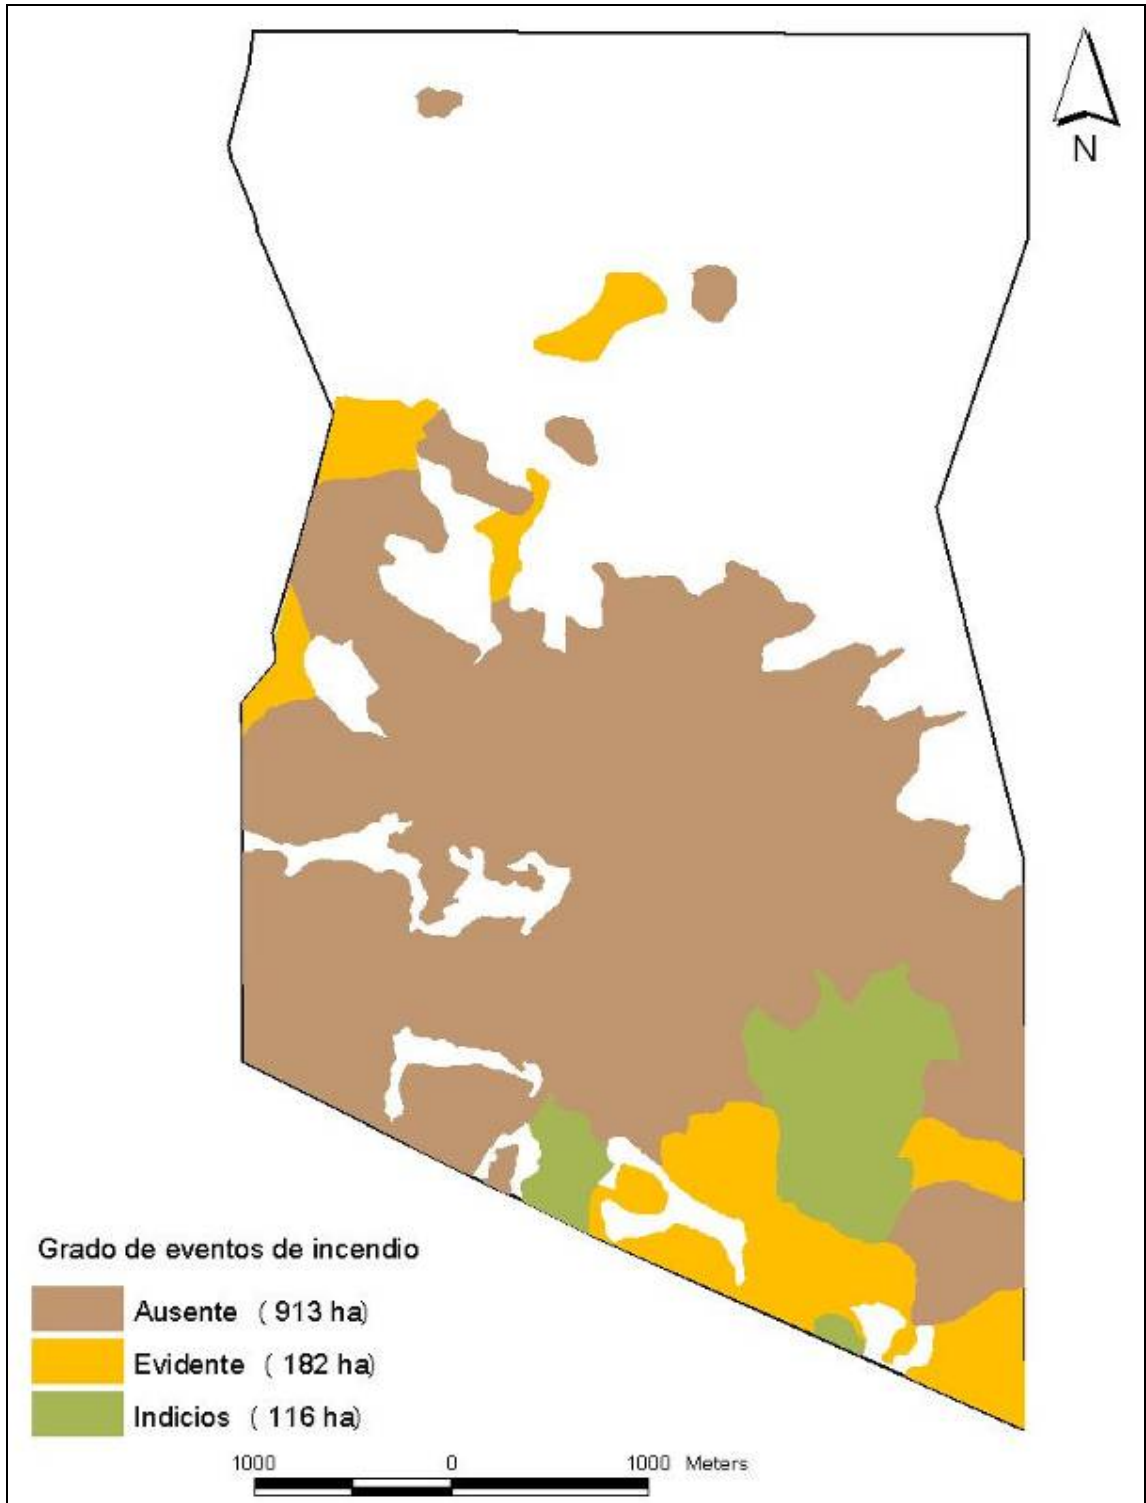 N
Grado de eventos de incendio
Ausente ( 913 ha)
Evidente ( 182 ha)
Indicios ( 116 ha)
1000 0 1000 Meters